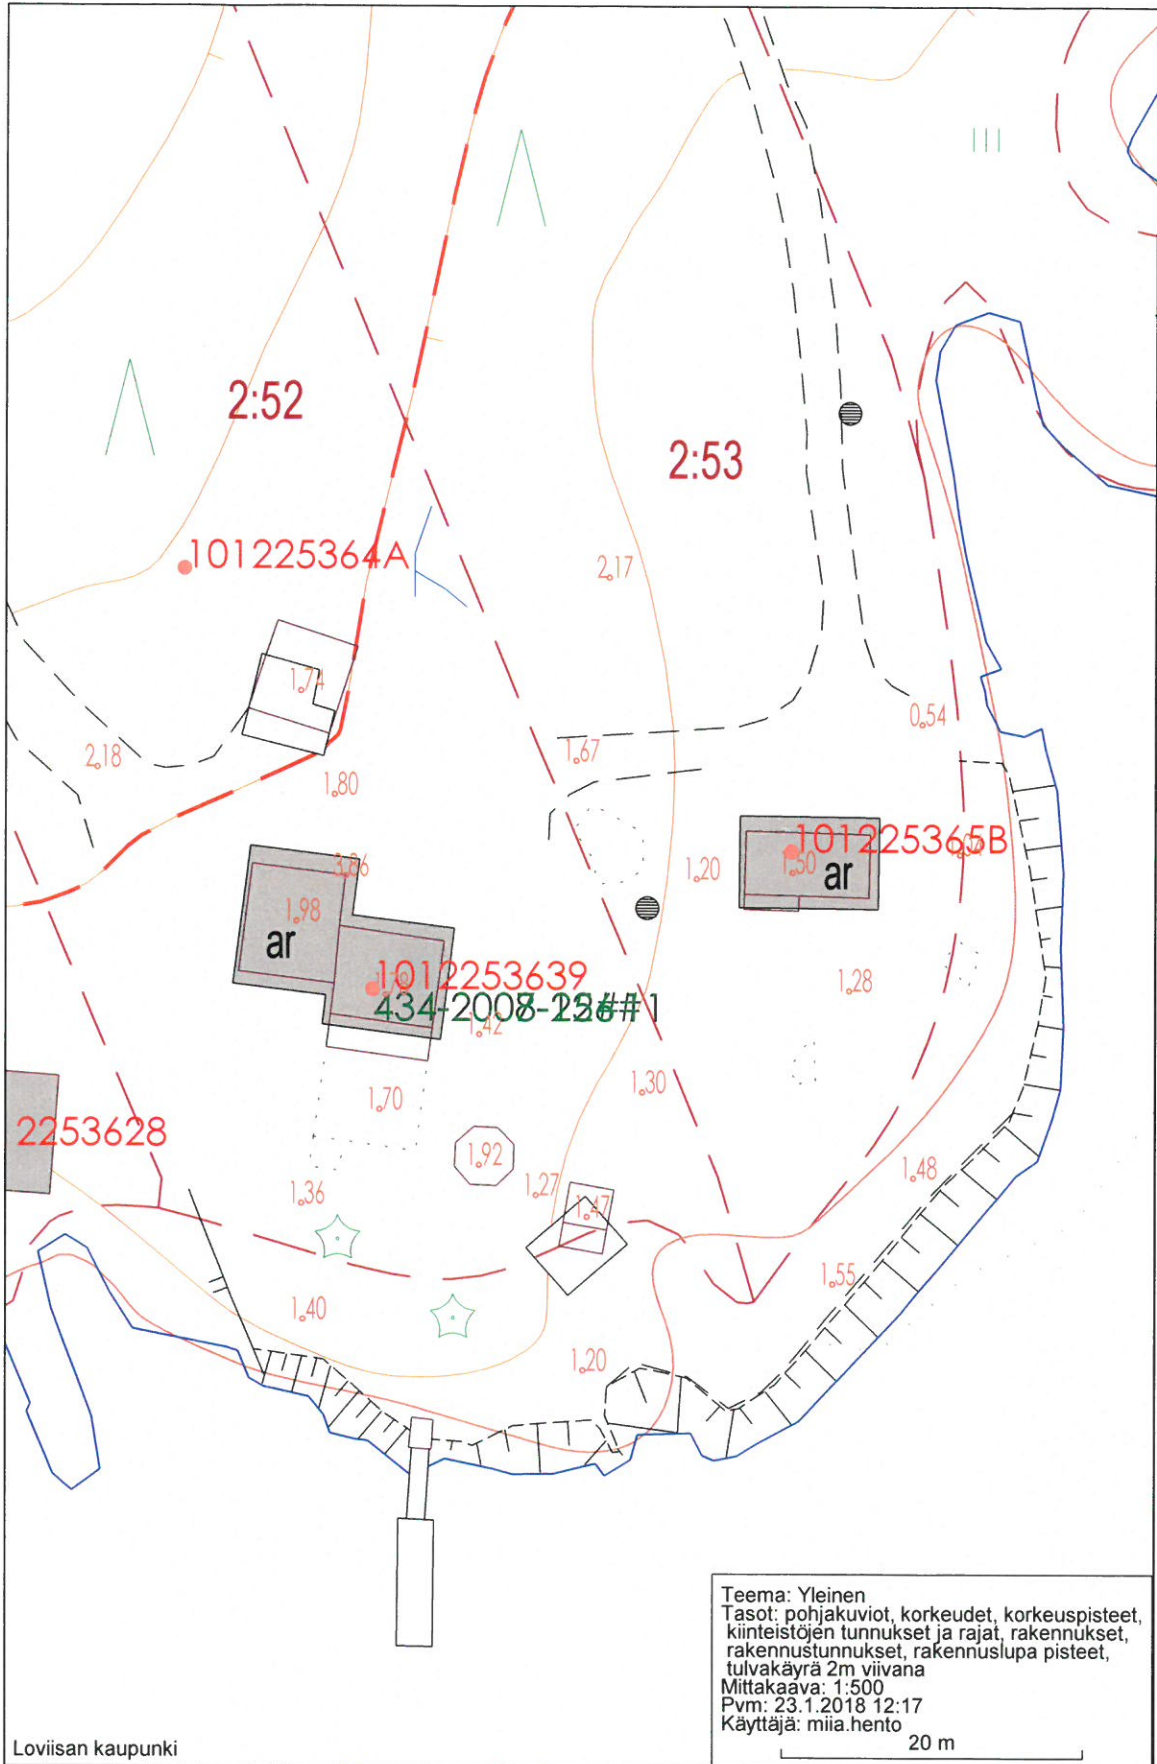 2:52
2:53
101225364A
2,17
1,74
0,54
2,18
1,67
1,80
101225365B
3,86
1,20
1,50
ar
1,98
ar
1012253639
1,28
1,42
1,30
1,70
2253628
1,92
1,48
1,27
1,36
1,47
1,55
1,40
1,20
Teema: Yleinen
Tasot: pohjakuviot, korkeudet, korkeuspisteet,
kiinteistöjen tunnukset ja rajat, rakennukset,
rakennustunnukset, rakennuslupa pisteet,
tulvakäyrä 2m viivana
Mittakaava: 1:500
Pvm: 23.1.2018 12:17
Käyttäjä: miia.hento
20 m
Loviisan kaupunki